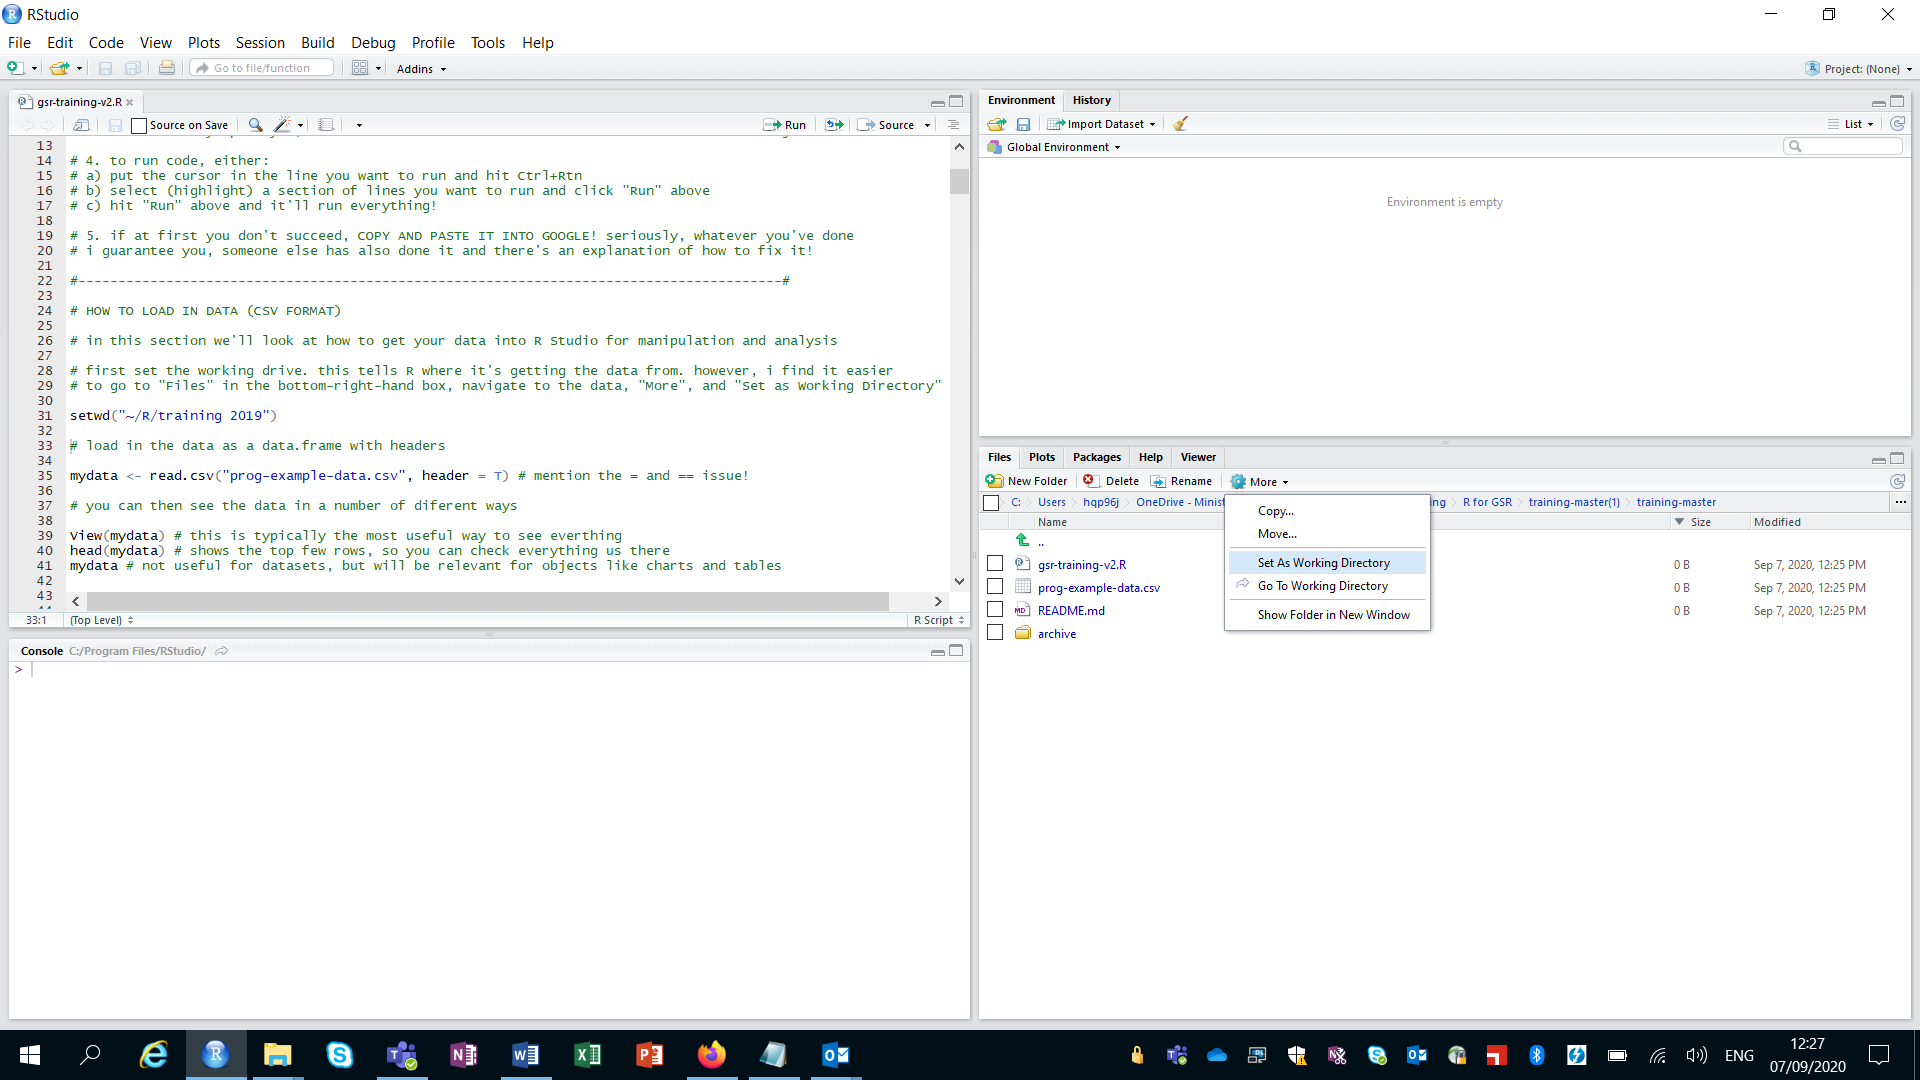 RStudio
File Edit Code View Plots Session Build Debug Profile Tools Help
Go to file/function Addins
Project: (None)
gsr-training-v2.R
Source on Save Run Source
13
14 # 4. to run code, either:
15 # a) put the cursor in the line you want to run and hit Ctrl+Rtn
16 # b) select (highlight) a section of lines you want to run and click "Run" above
17 # c) hit "Run" above and it'll run everything!
18
19 # 5. if at first you don't succeed, COPY AND PASTE IT INTO GOOGLE! seriously, whatever you've done
20 # i guarantee you, someone else has also done it and there's an explanation of how to fix it!
21
22 #---------------------------------------------------------------------------------------#
23
24 # HOW TO LOAD IN DATA (CSV FORMAT)
25
26 # in this section we'll look at how to get your data into R Studio for manipulation and analysis
27
28 # first set the working drive. this tells R where it's getting the data from. however, i find it easier
29 # to go to "Files" in the bottom-right-hand box, navigate to the data, "More", and "Set as Working Directory"
30
31 setwd("~/R/training 2019")
32
33 # load in the data as a data.frame with headers
34
35 mydata <- read.csv("prog-example-data.csv", header = T) # mention the = and == issue!
36
37 # you can then see the data in a number of diferent ways
38
39 View(mydata) # this is typically the most useful way to see everthing
40 head(mydata) # shows the top few rows, so you can check everything us there
41 mydata # not useful for datasets, but will be relevant for objects like charts and tables
42
43
44
33:1 (Top Level) R Script
Console C:/Program Files/RStudio/
>
Environment History
Import Dataset List
Global Environment
Environment is empty
Files Plots Packages Help Viewer
New Folder Delete Rename More
C: Users hqp96j OneDrive - Minist ing R for GSR training-master(1) training-master ...
Name Size Modified
..
gsr-training-v2.R 0 B Sep 7, 2020, 12:25 PM
prog-example-data.csv 0 B Sep 7, 2020, 12:25 PM
README.md 0 B Sep 7, 2020, 12:25 PM
archive
Copy...
Move...
Set As Working Directory
Go To Working Directory
Show Folder in New Window
ENG
12:27
07/09/2020